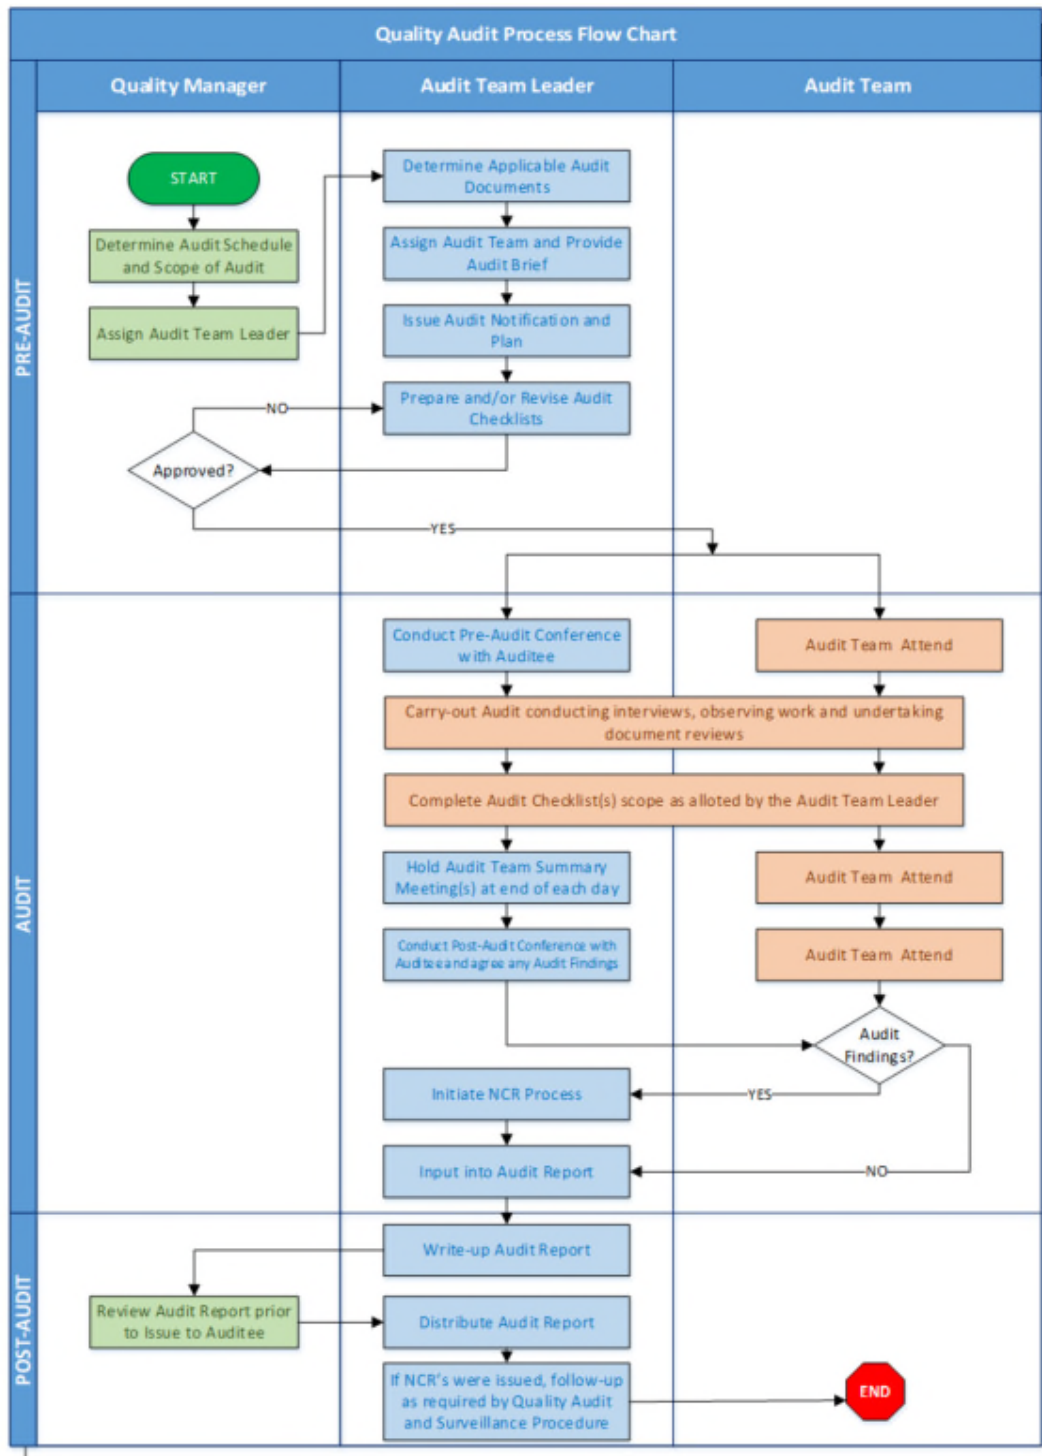 Quality Audit Process Flow Chart
Quality Manager
Audit Team Leader
Audit Team
PRE-AUDIT
START
Determine Audit Schedule
and Scope of Audit
Assign Audit Team Leader
Determine Applicable Audit
Documents
Assign Audit Team and Provide
Audit Brief
Issue Audit Notification and
Plan
Prepare and/or Revise Audit
Checklists
NO
Approved?
YES
AUDIT
Conduct Pre-Audit Conference
with Auditee
Audit Team Attend
Carry-out Audit conducting interviews, observing work and undertaking
document reviews
Complete Audit Checklist(s) scope as alloted by the Audit Team Leader
Hold Audit Team Summary
Meeting(s) at end of each day
Audit Team Attend
Conduct Post-Audit Conference with
Auditee and agree any Audit Findings
Audit Team Attend
Audit
Findings?
YES
Initiate NCR Process
NO
Input into Audit Report
POST-AUDIT
Write-up Audit Report
Review Audit Report prior
to Issue to Auditee
Distribute Audit Report
If NCR's were issued, follow-up
as required by Quality Audit
and Surveillance Procedure
END